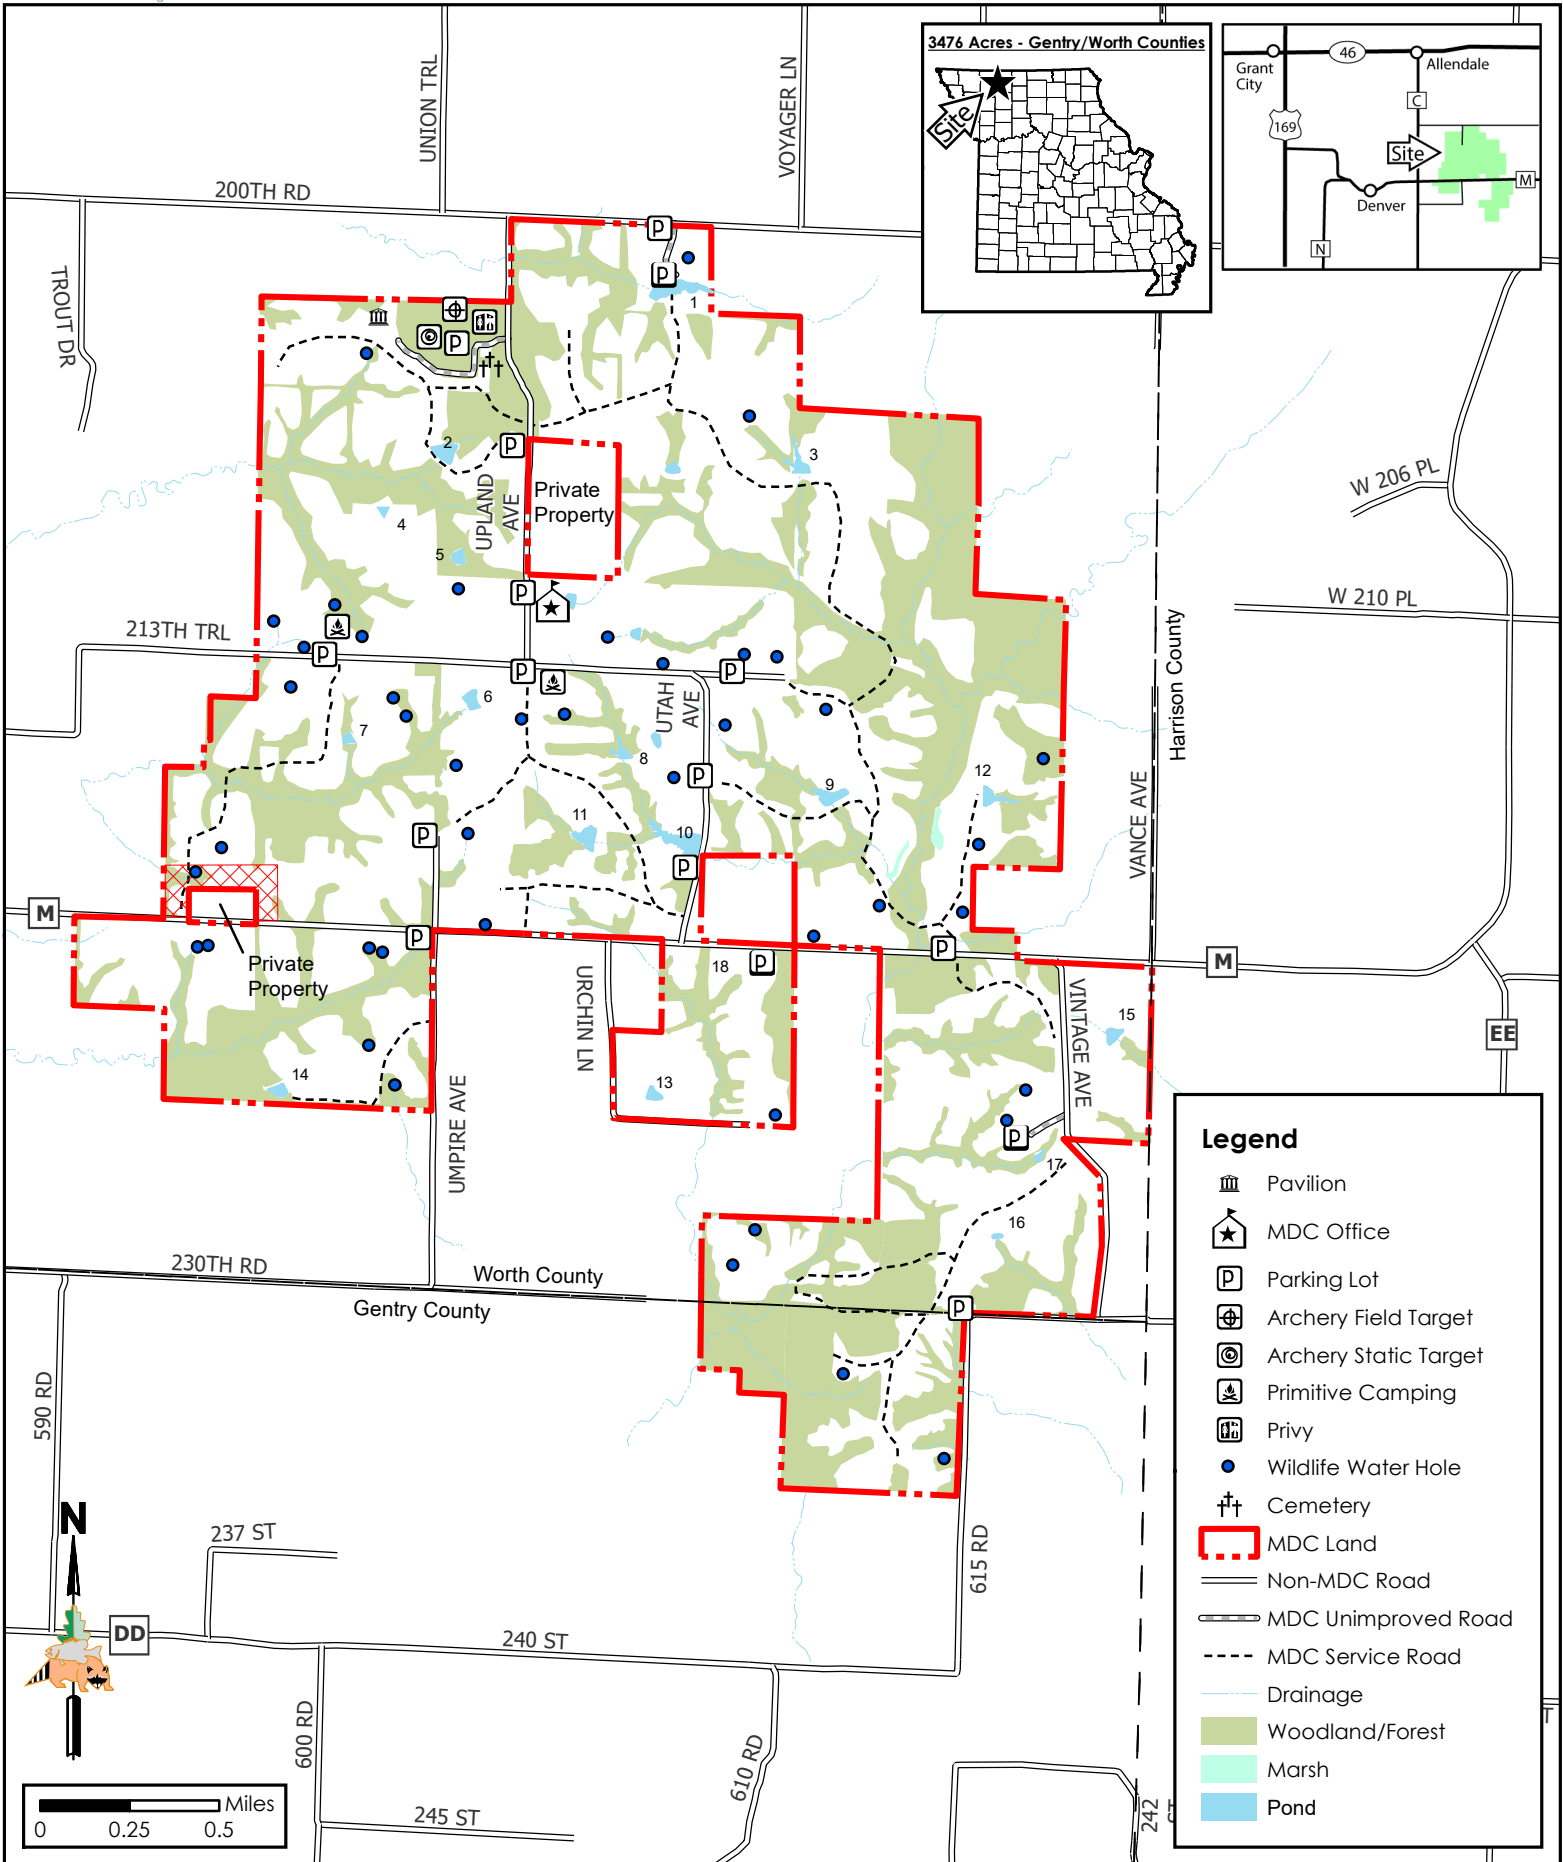 3476 Acres - Gentry/Worth Counties
Site
46
Grant
City
Allendale
C
169
Site
M
Denver
N
UNION TRL
VOYAGER LN
200TH RD
TROUT DR
P
P
1
P
2
P
3
Private
Property
UPLAND
AVE
4
5
W 206 PL
W 210 PL
P
213TH TRL
P
P
P
Harrison County
6
UTAH
AVE
7
8
P
12
9
VANCE AVE
11
10
P
P
M
P
P
M
Private
Property
18
P
URCHIN LN
VINTAGE AVE
15
EE
14
13
UMPIRE AVE
P
17
16
230TH RD
Worth County
Gentry County
P
590 RD
615 RD
N
237 ST
DD
240 ST
600 RD
610 RD
245 ST
242
ST
T
Miles
0
0.25
0.5
Legend
Pavilion
MDC Office
P
Parking Lot
Archery Field Target
Archery Static Target
Primitive Camping
Privy
Wildlife Water Hole
Cemetery
MDC Land
Non-MDC Road
MDC Unimproved Road
MDC Service Road
Drainage
Woodland/Forest
Marsh
Pond